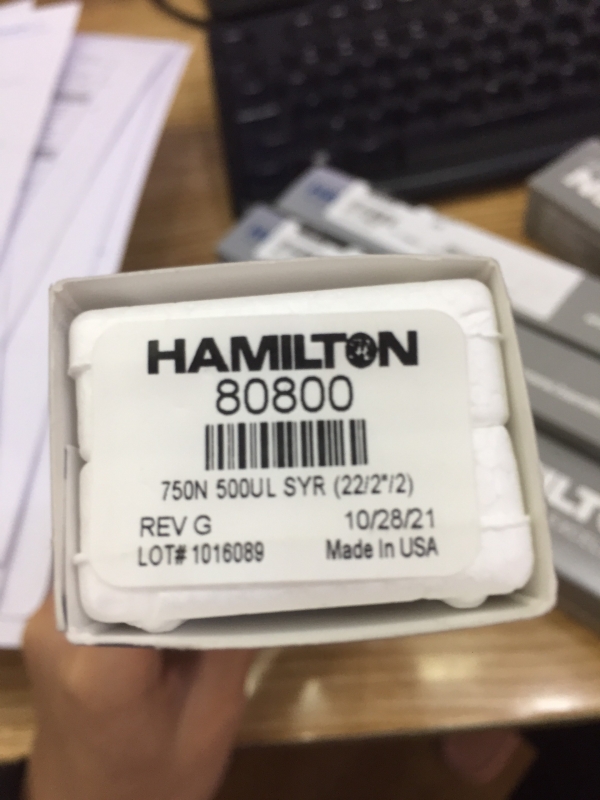 HAMILTON
80800
750N 500UL SYR (22/2"/2)
REV G 10/28/21
LOT# 1016089 Made In USA